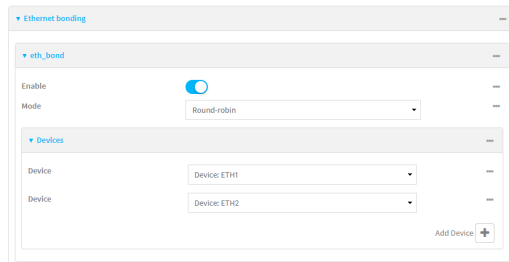 Ethernet bonding
eth_bond
Enable
Mode
Round-robin
Devices
Device
Device: ETH1
Device
Device: ETH2
Add Device